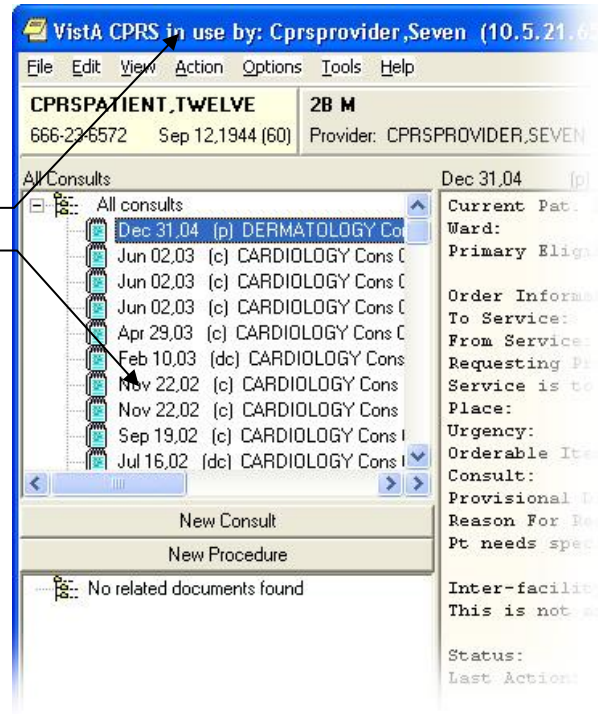 VistA CPRS in use by: Cprsprovider,Seven (10.5.21.6
File Edit View Action Options Tools Help
CPRSPATIENT,TWELVE 2B M
666-23-6572 Sep 12,1944 (60) Provider: CPRSPROVIDER,SEVEN
All Consults Dec 31,04 (p)
All consults
Dec 31,04 (p) DERMATOLOGY Co
Jun 02,03 (c) CARDIOLOGY Cons
Jun 02,03 (c) CARDIOLOGY Cons
Jun 02,03 (c) CARDIOLOGY Cons
Apr 29,03 (c) CARDIOLOGY Cons
Feb 10,03 (dc) CARDIOLOGY Cons
Nov 22,02 (c) CARDIOLOGY Cons
Nov 22,02 (c) CARDIOLOGY Cons
Sep 19,02 (c) CARDIOLOGY Cons
Jul 16,02 (dc) CARDIOLOGY Cons
New Consult
New Procedure
No related documents found
Current Pat.
Ward:
Primary Elig
Order Informa
To Service:
From Service:
Requesting P
Service is to
Place:
Urgency:
Orderable Ite
Consult:
Provisional D
Reason For Re
Pt needs spec
Inter-facilit
This is not a
Status:
Last Action: